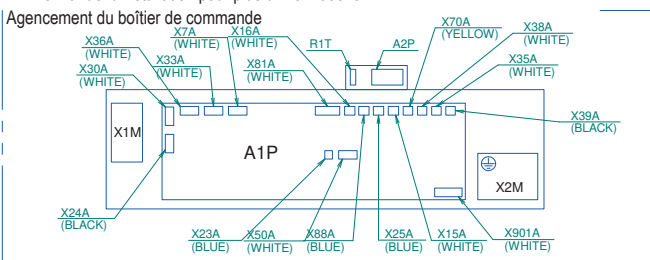 Agencement du boîtier de commande
X70A
(YELLOW)
X38A
(WHITE)
X7A
(WHITE)
X16A
(WHITE)
R1T
A2P
X36A
(WHITE)
X33A
(WHITE)
X81A
(WHITE)
X35A
(WHITE)
X30A
(WHITE)
X39A
(BLACK)
X1M
A1P
X2M
X24A
(BLACK)
X23A
(BLUE)
X50A
(WHITE)
X88A
(BLUE)
X25A
(BLUE)
X15A
(WHITE)
X901A
(WHITE)